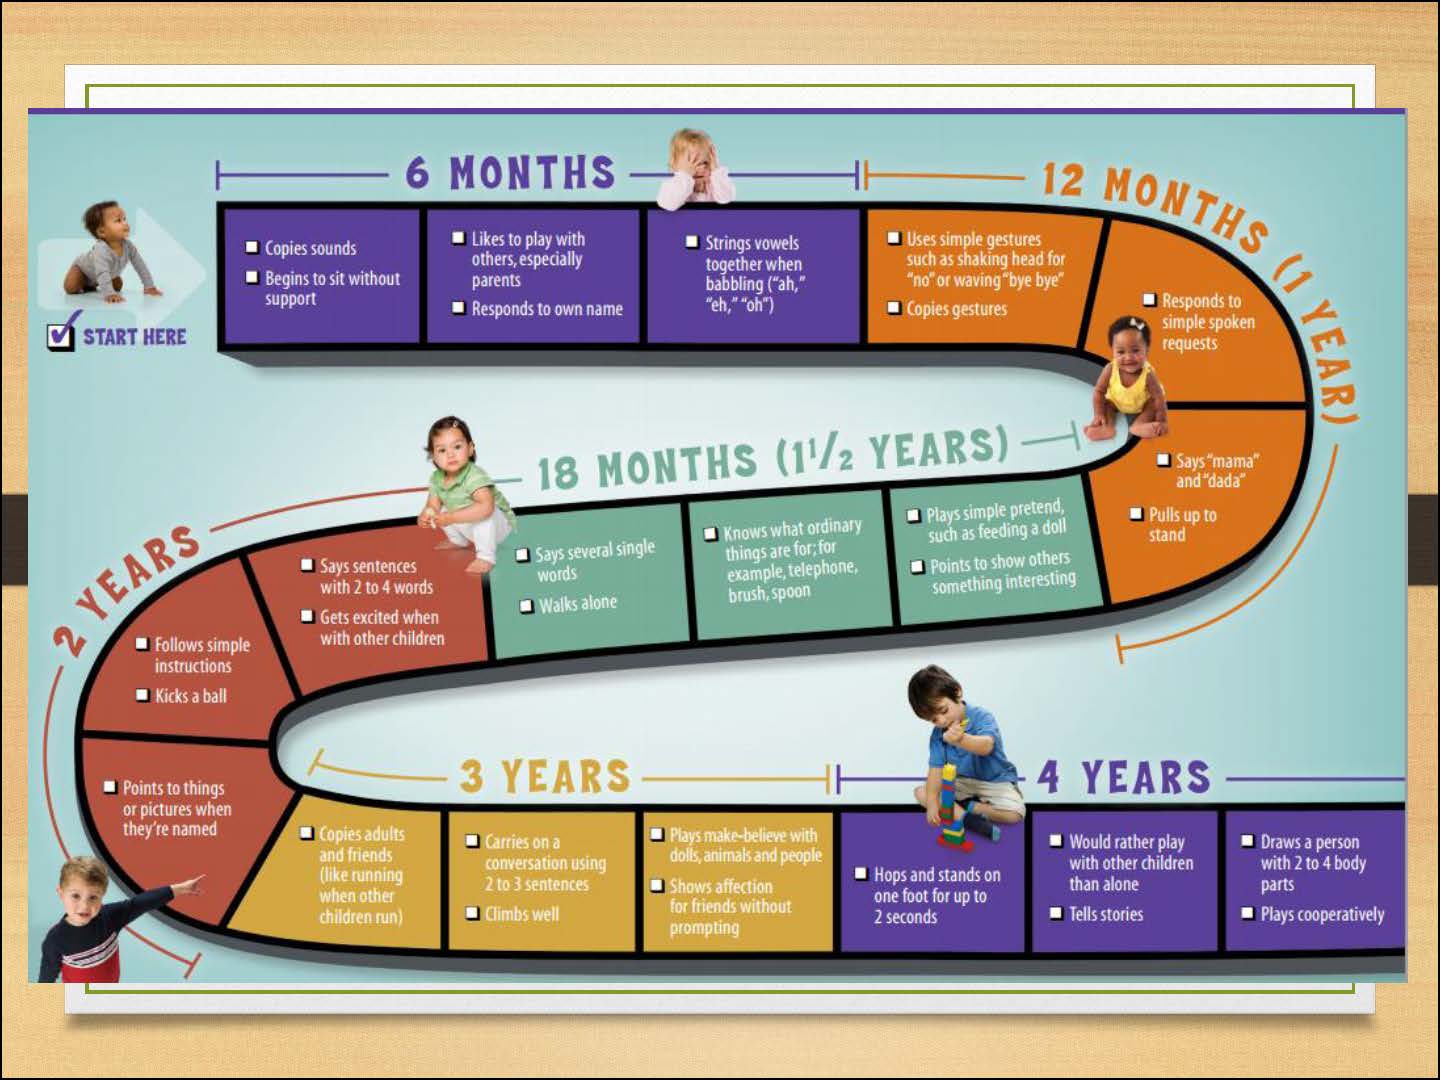 6 MONTHS
12 MONTHS (1 YEAR)
START HERE
Copies sounds
Begins to sit without
support
Likes to play with
others, especially
parents
Responds to own name
Strings vowels
together when
babbling (“ah,”
“eh,” “oh”)
Uses simple gestures
such as shaking head for
“no” or waving “bye bye”
Copies gestures
Responds to
simple spoken
requests
Says “mama”
and “dada”
Pulls up to
stand
18 MONTHS (1 1/2 YEARS)
Plays simple pretend,
such as feeding a doll
Points to show others
something interesting
Knows what ordinary
things are for; for
example, telephone,
brush, spoon
Says several single
words
Walks alone
2 YEARS
Says sentences
with 2 to 4 words
Gets excited when
with other children
Follows simple
instructions
Kicks a ball
Points to things
or pictures when
they’re named
3 YEARS
Copies adults
and friends
(like running
when other
children run)
Carries on a
conversation using
2 to 3 sentences
Climbs well
Plays make-believe with
dolls, animals and people
Shows affection
for friends without
prompting
4 YEARS
Hops and stands on
one foot for up to
2 seconds
Would rather play
with other children
than alone
Tells stories
Draws a person
with 2 to 4 body
parts
Plays cooperatively